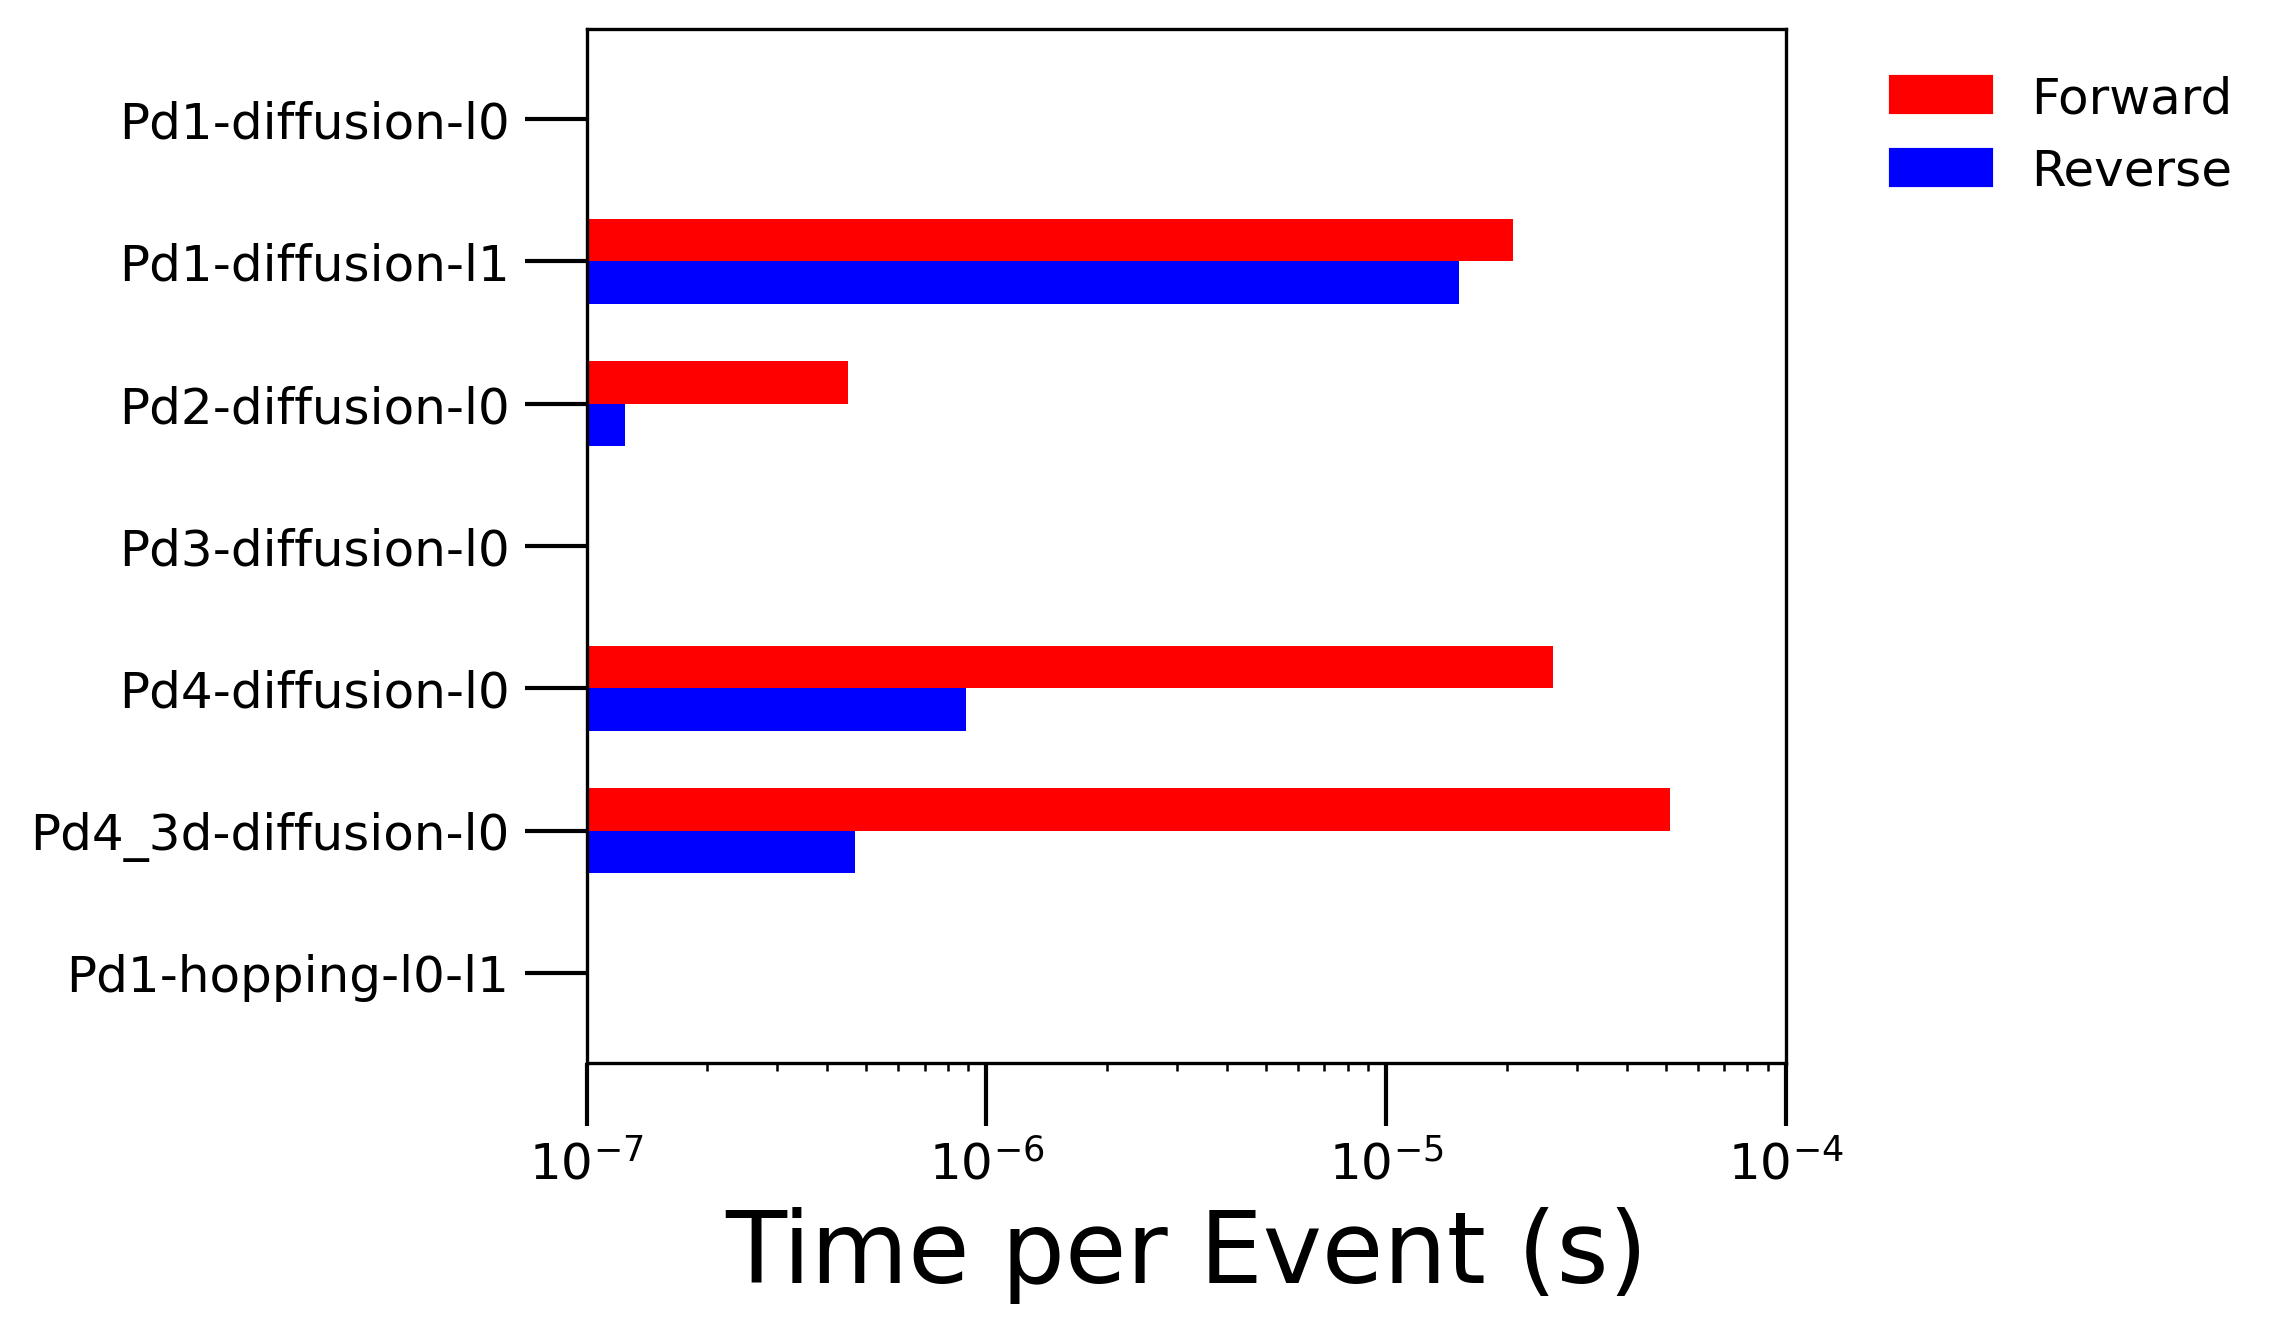 Forward
Reverse
Pd1-diffusion-l0
Pd1-diffusion-l1
Pd2-diffusion-l0
Pd3-diffusion-l0
Pd4-diffusion-l0
Pd4_3d-diffusion-l0
Pd1-hopping-l0-l1
10⁻⁷ 10⁻⁶ 10⁻⁵ 10⁻⁴
Time per Event (s)